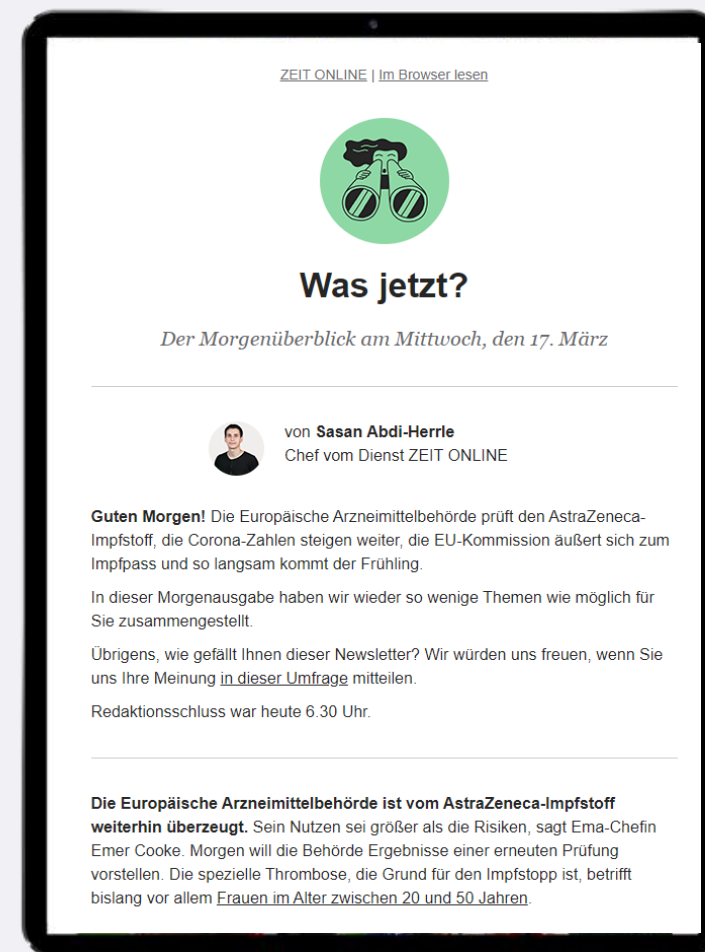 ZEIT ONLINE | Im Browser lesen
Was jetzt?
Der Morgenüberblick am Mittwoch, den 17. März
von Sasan Abdi-Herrle
Chef vom Dienst ZEIT ONLINE
Guten Morgen! Die Europäische Arzneimittelbehörde prüft den AstraZeneca-
Impfstoff, die Corona-Zahlen steigen weiter, die EU-Kommission äußert sich zum
Impfpass und so langsam kommt der Frühling.
In dieser Morgenausgabe haben wir wieder so wenige Themen wie möglich für
Sie zusammengestellt.
Übrigens, wie gefällt Ihnen dieser Newsletter? Wir würden uns freuen, wenn Sie
uns Ihre Meinung in dieser Umfrage mitteilen.
Redaktionsschluss war heute 6.30 Uhr.
Die Europäische Arzneimittelbehörde ist vom AstraZeneca-Impfstoff
weiterhin überzeugt. Sein Nutzen sei größer als die Risiken, sagt Ema-Chefin
Emer Cooke. Morgen will die Behörde Ergebnisse einer erneuten Prüfung
vorstellen. Die spezielle Thrombose, die Grund für den Impfstopp ist, betrifft
bislang vor allem Frauen im Alter zwischen 20 und 50 Jahren.